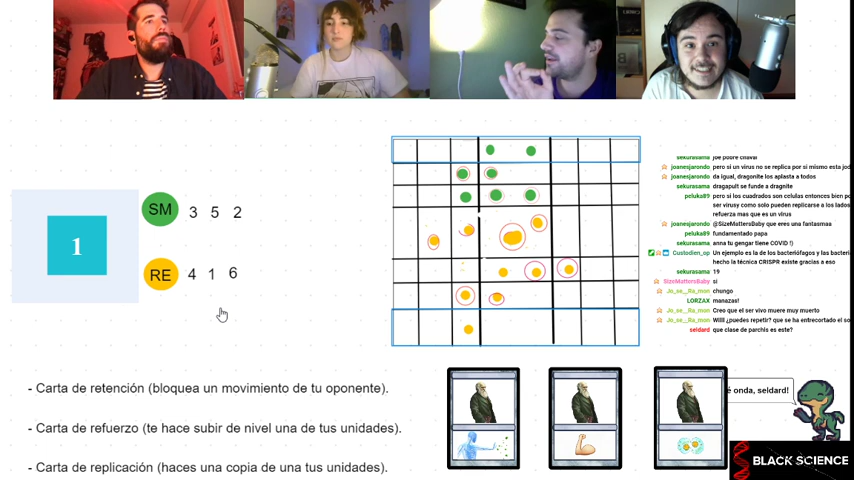 1
SM 3 5 2
RE 4 1 6
- Carta de retención (bloquea un movimiento de tu oponente).
- Carta de refuerzo (te hace subir de nivel una de tus unidades).
- Carta de replicación (haces una copia de una tus unidades).
sekurasama joe pobre chaval
joanesjarondo pero si un virus no se replica por si mismo esta jod
joanesjarondo da igual, dragonite los aplasta a todos
sekurasama dragapult se funde a dragnite
peluka89 pero si los cuadrados son celulas entonces bien po
ser virusy como solo pueden replicarse a los lados
refuerza mas que es un virus
joanesjarondo @SizeMattersBaby que eres una fantasmaa
peluka89 fundamentado papa
sekurasama anna tu gengar tiene COVID !)
Custodien_op Un ejemplo es la de bacteriófagos y las bacteri
hecho la técnica CRISPR existe gracias a eso
sekurasama 19
SizeMattersBaby si
Jo_se_Ra_mon chungo
LORZAX manazas!
Jo_se_Ra_mon Creo que el ser vivo muere muy muerto
Jo_se_Ra_mon Willl ¿puedes repetir? que se ha entrecortado el so
seldard que clase de parchis es este?
é onda, seldard!
BLACK SCIENCE